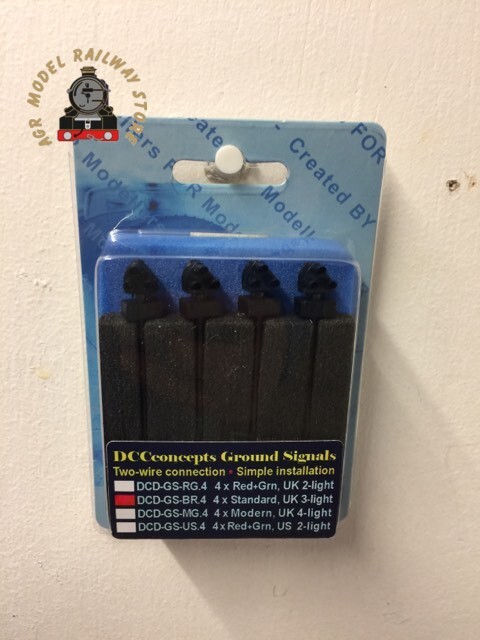 AGR MODEL RAILWAY STORE
Created BY
Modellers FOR Modellers
FOR
DCCconcepts Ground Signals
Two-wire connection • Simple installation
DCD-GS-RG.4 4 x Red+Grn, UK 2-light
DCD-GS-BR.4 4 x Standard, UK 3-light
DCD-GS-MG.4 4 x Modern, UK 4-light
DCD-GS-US.4 4 x Red+Grn, US 2-light